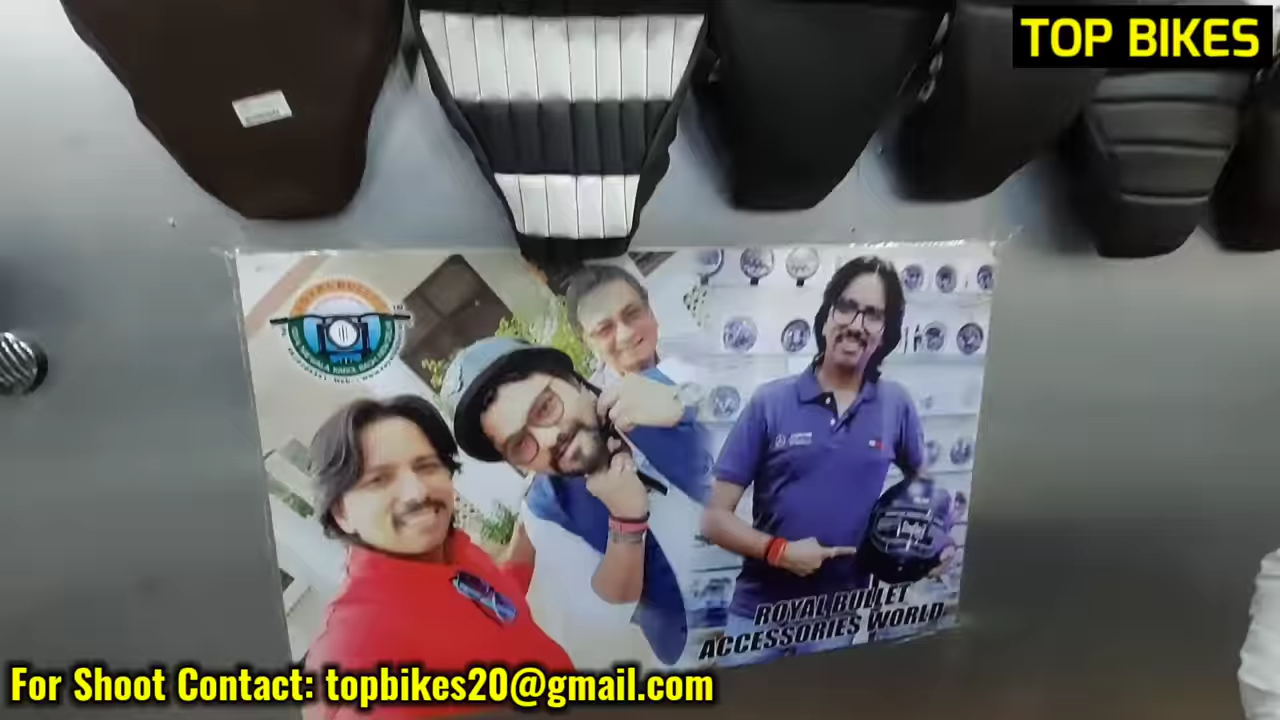 TOP BIKES
ROYAL BULLET
ACCESSORIES WORLD
For Shoot Contact: topbikes20@gmail.com